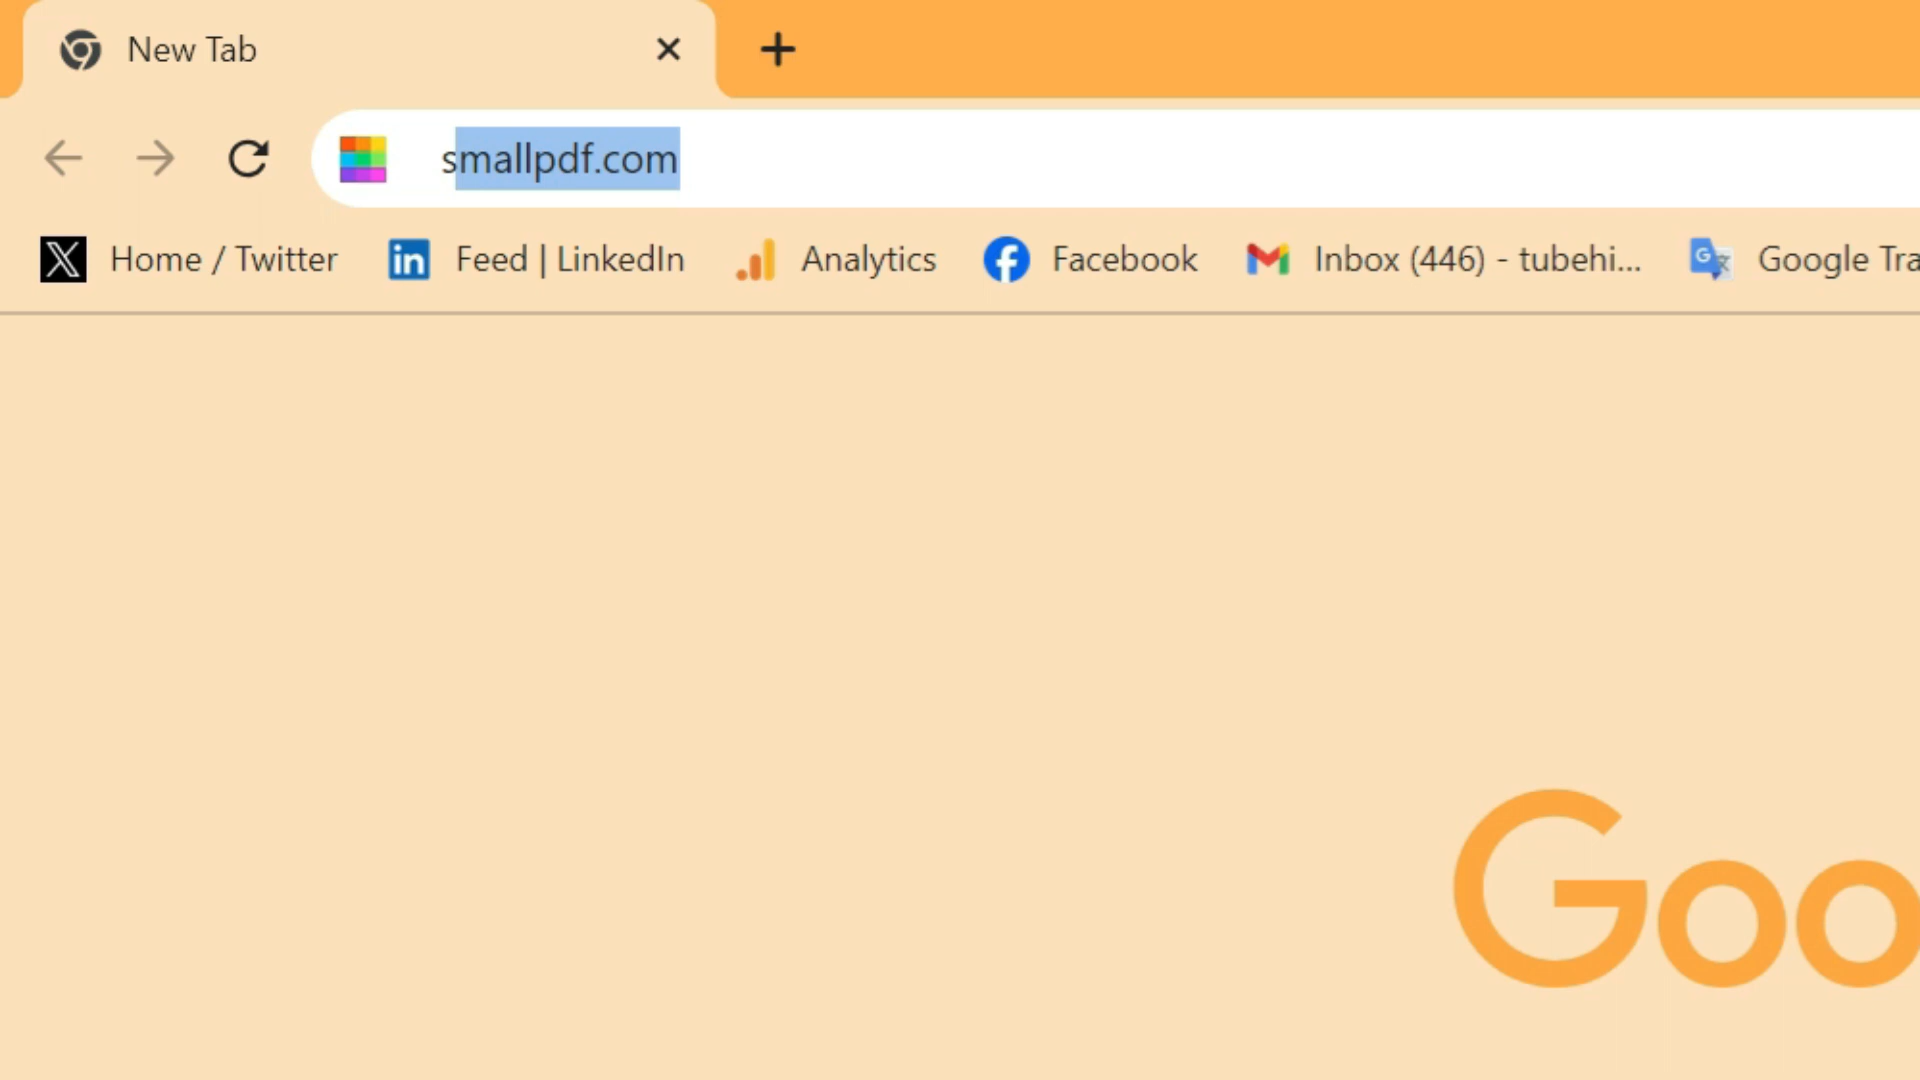 New Tab
smallpdf.com
Home / Twitter
Feed | LinkedIn
Analytics
Facebook
Inbox (446) - tubehi...
Google Tra
Goo